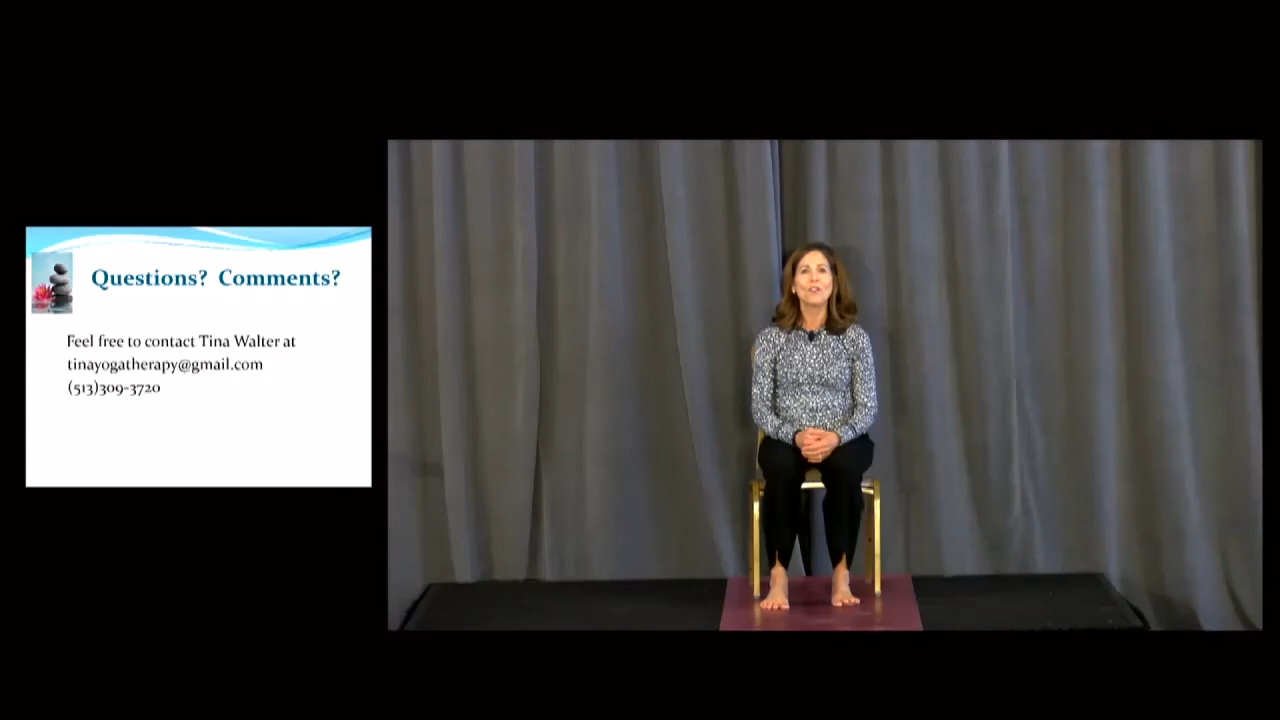 Questions? Comments?
Feel free to contact Tina Walter at
tinayogatherapy@gmail.com
(513)309-3720